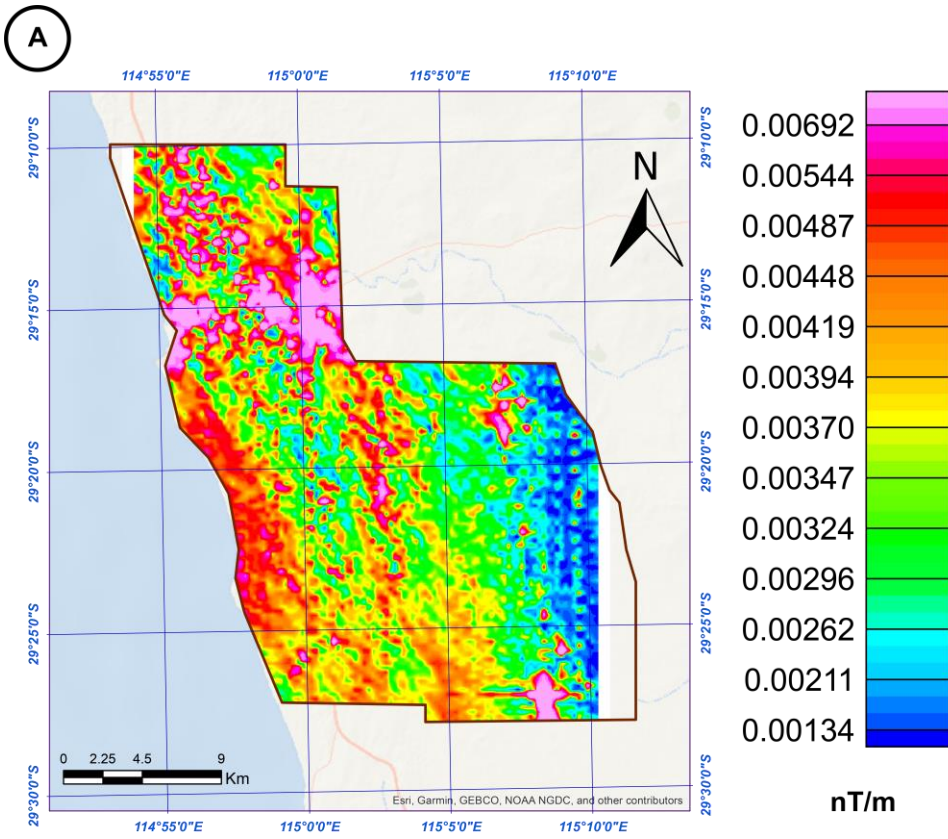 A
114°55'0"E 115°0'0"E 115°5'0"E 115°10'0"E
29°10'0"S
29°15'0"S
29°20'0"S
29°25'0"S
29°30'0"S
N
29°10'0"S
29°15'0"S
29°20'0"S
29°25'0"S
29°30'0"S
0 2.25 4.5 9
Km
Esri, Garmin, GEBCO, NOAA NGDC, and other contributors
114°55'0"E 115°0'0"E 115°5'0"E 115°10'0"E
0.00692
0.00544
0.00487
0.00448
0.00419
0.00394
0.00370
0.00347
0.00324
0.00296
0.00262
0.00211
0.00134
nT/m